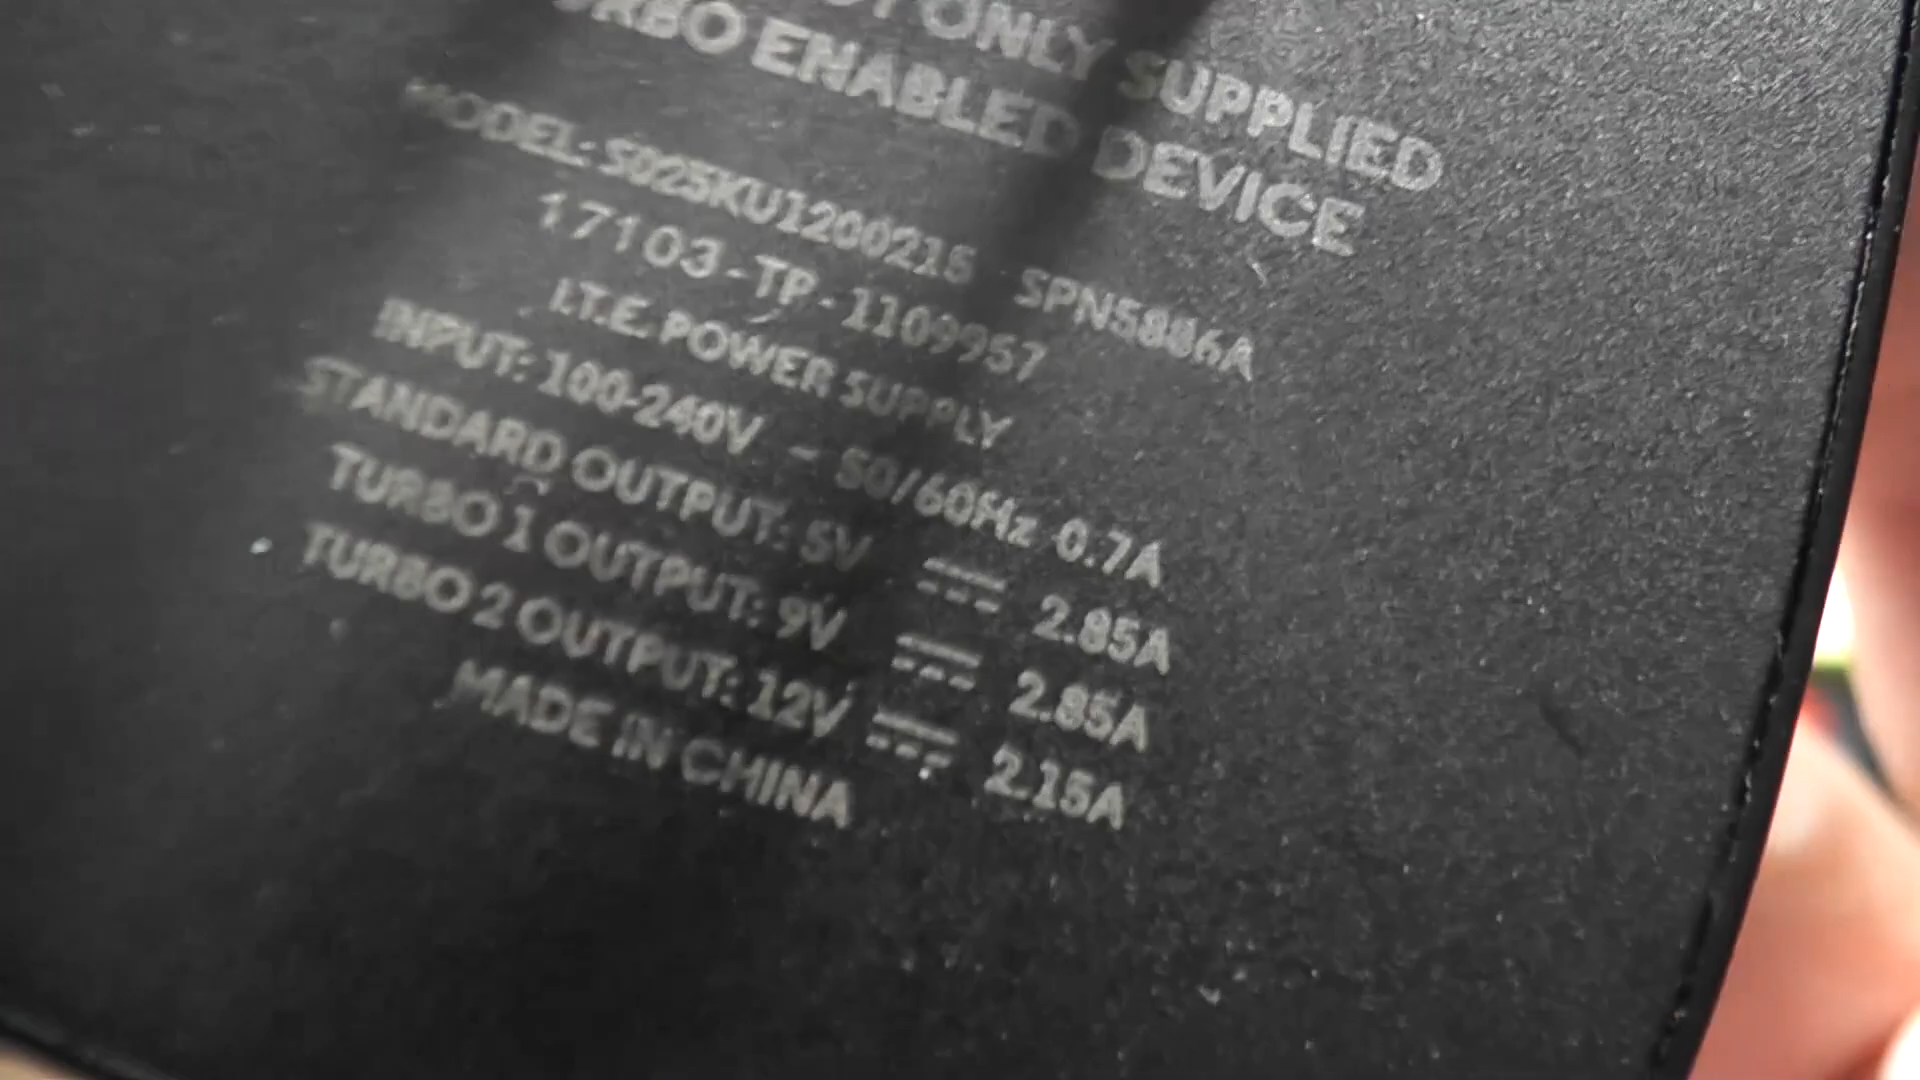 ONLY SUPPLIED
TURBO ENABLED DEVICE
MODEL: S025KU1200215 SPN5886A
17103-TP-1109957
I.T.E. POWER SUPPLY
INPUT: 100-240V ~ 50/60Hz 0.7A
STANDARD OUTPUT: 5V ⎓ 2.85A
TURBO 1 OUTPUT: 9V ⎓ 2.85A
TURBO 2 OUTPUT: 12V ⎓ 2.15A
MADE IN CHINA